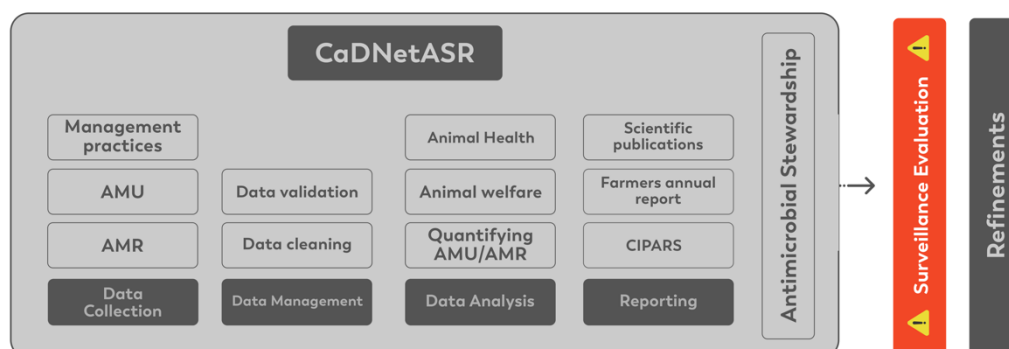 CaDNetASR
Management
practices
AMU
AMR
Data
Collection
Data validation
Data cleaning
Data Management
Animal Health
Animal welfare
Quantifying
AMU/AMR
Data Analysis
Scientific
publications
Farmers annual
report
CIPARS
Reporting
Antimicrobial Stewardship
Surveillance Evaluation
Refinements